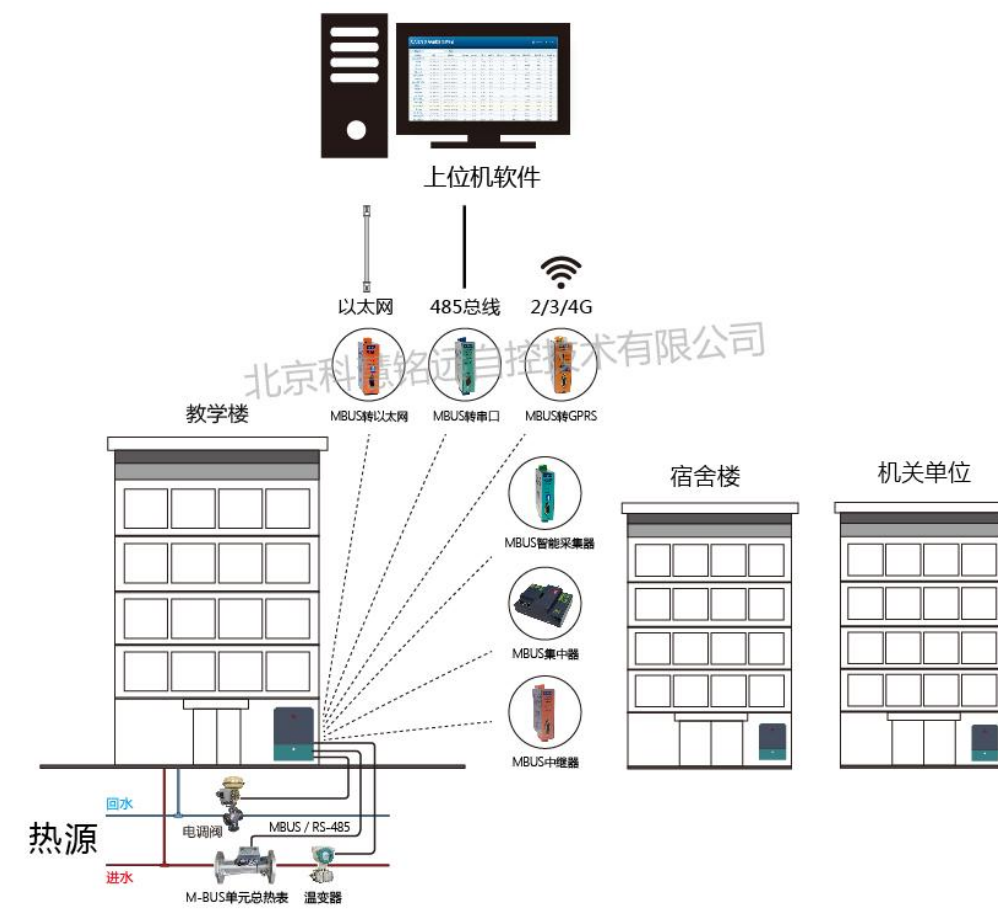 上位机软件
以太网
485总线
2/3/4G
北京科慧铭远自控技术有限公司
MBUS转以太网
MBUS转串口
MBUS转GPRS
教学楼
宿舍楼
机关单位
MBUS智能采集器
MBUS集中器
MBUS中继器
回水
电调阀
MBUS / RS-485
热源
进水
M-BUS单元总热表
温变器